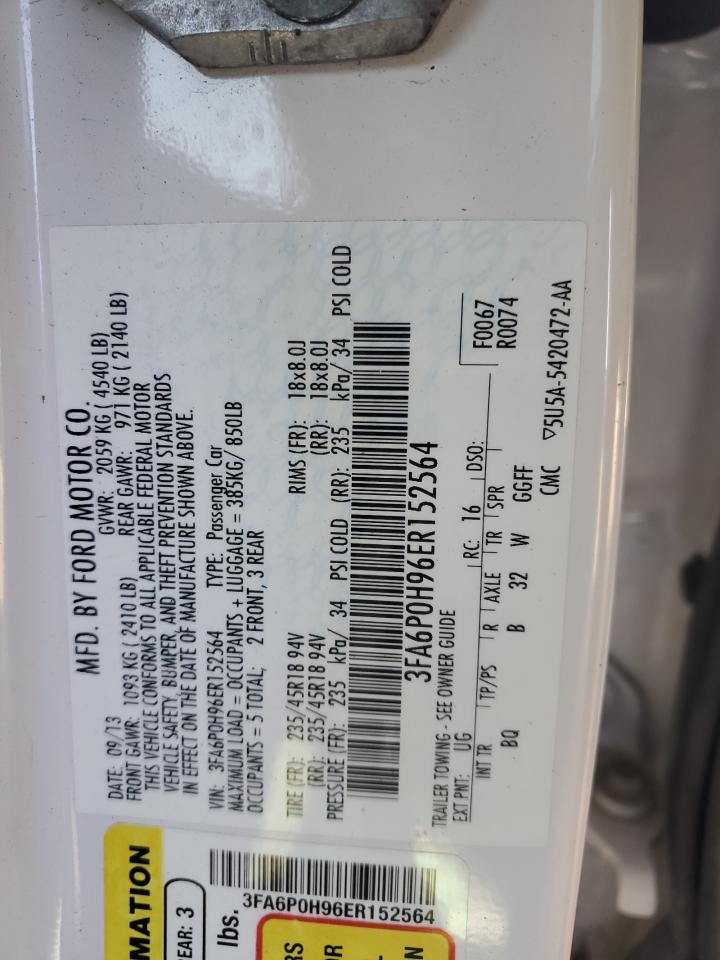 MFD. BY FORD MOTOR CO.
DATE: 09/13 GVWR: 2059 KG ( 4540 LB)
FRONT GAWR: 1093 KG ( 2410 LB) REAR GAWR: 971 KG ( 2140 LB)
THIS VEHICLE CONFORMS TO ALL APPLICABLE FEDERAL MOTOR
VEHICLE SAFETY, BUMPER, AND THEFT PREVENTION STANDARDS
IN EFFECT ON THE DATE OF MANUFACTURE SHOWN ABOVE.
VIN: 3FA6P0H96ER152564 TYPE: Passenger Car
MAXIMUM LOAD = OCCUPANTS + LUGGAGE = 385KG/ 850LB
OCCUPANTS = 5 TOTAL; 2 FRONT, 3 REAR
TIRE (FR): 235/45R18 94V RIMS (FR): 18x8.0J
(RR): 235/45R18 94V (RR): 18x8.0J
PRESSURE (FR): 235 kPa/ 34 PSI COLD (RR): 235 kPa/ 34 PSI COLD
3FA6P0H96ER152564
TRAILER TOWING - SEE OWNER GUIDE
EXT PNT: UG RC: 16 DSO: F0067
R0074
INT TR TP/PS R AXLE TR SPR
BQ B 32 W GGFF
CMC ▽5U5A-5420472-AA
MATION
REAR: 3
lbs.
3FA6P0H96ER152564
RS
OR
N